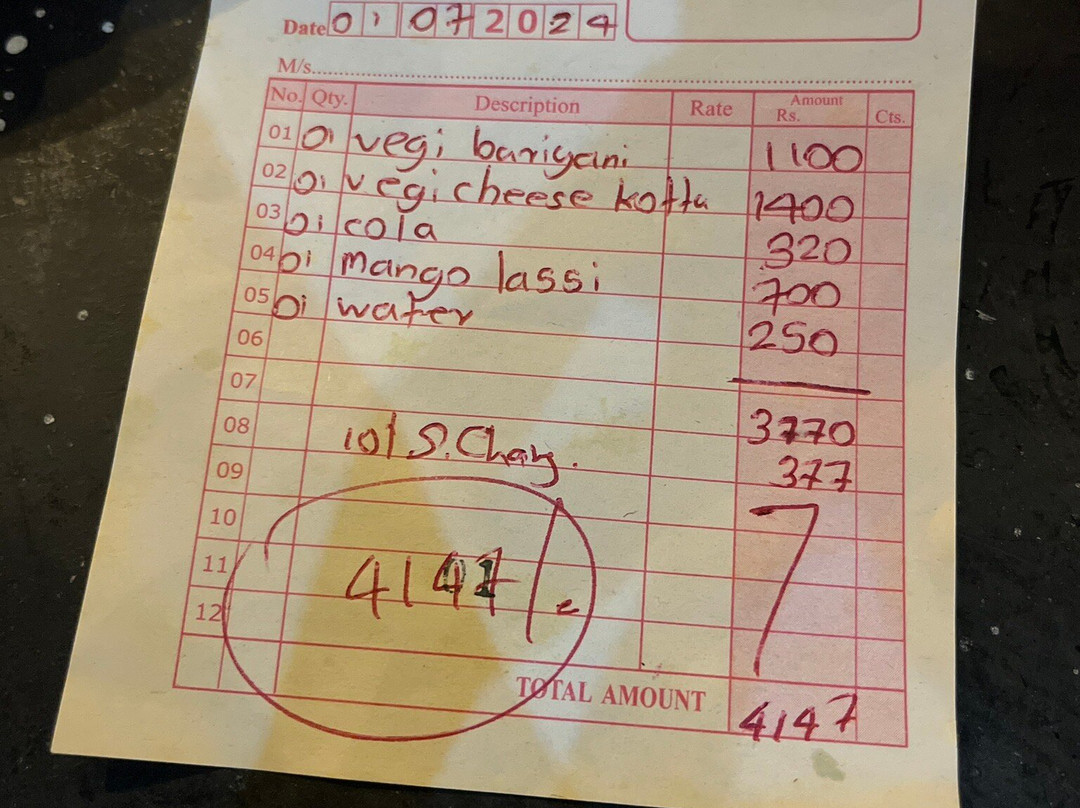 Date 01 07 2024
M/s.
No. Qty. Description Rate Amount Rs. Cts.
01 01 vegi bariyani 1100
02 01 vegi cheese kotta 1400
03 01 cola 320
04 01 mango lassi 700
05 01 water 250
06
07
08 10/ S. Charg. 3770
09 377
10
11 4147/=
12
TOTAL AMOUNT 4147